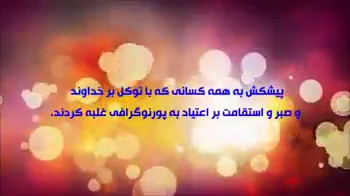 پیشکش به همه کسانی که با توکل بر خداوند
و صبر و استقامت بر اعتیاد به پورنوگرافی غلبه کردند.